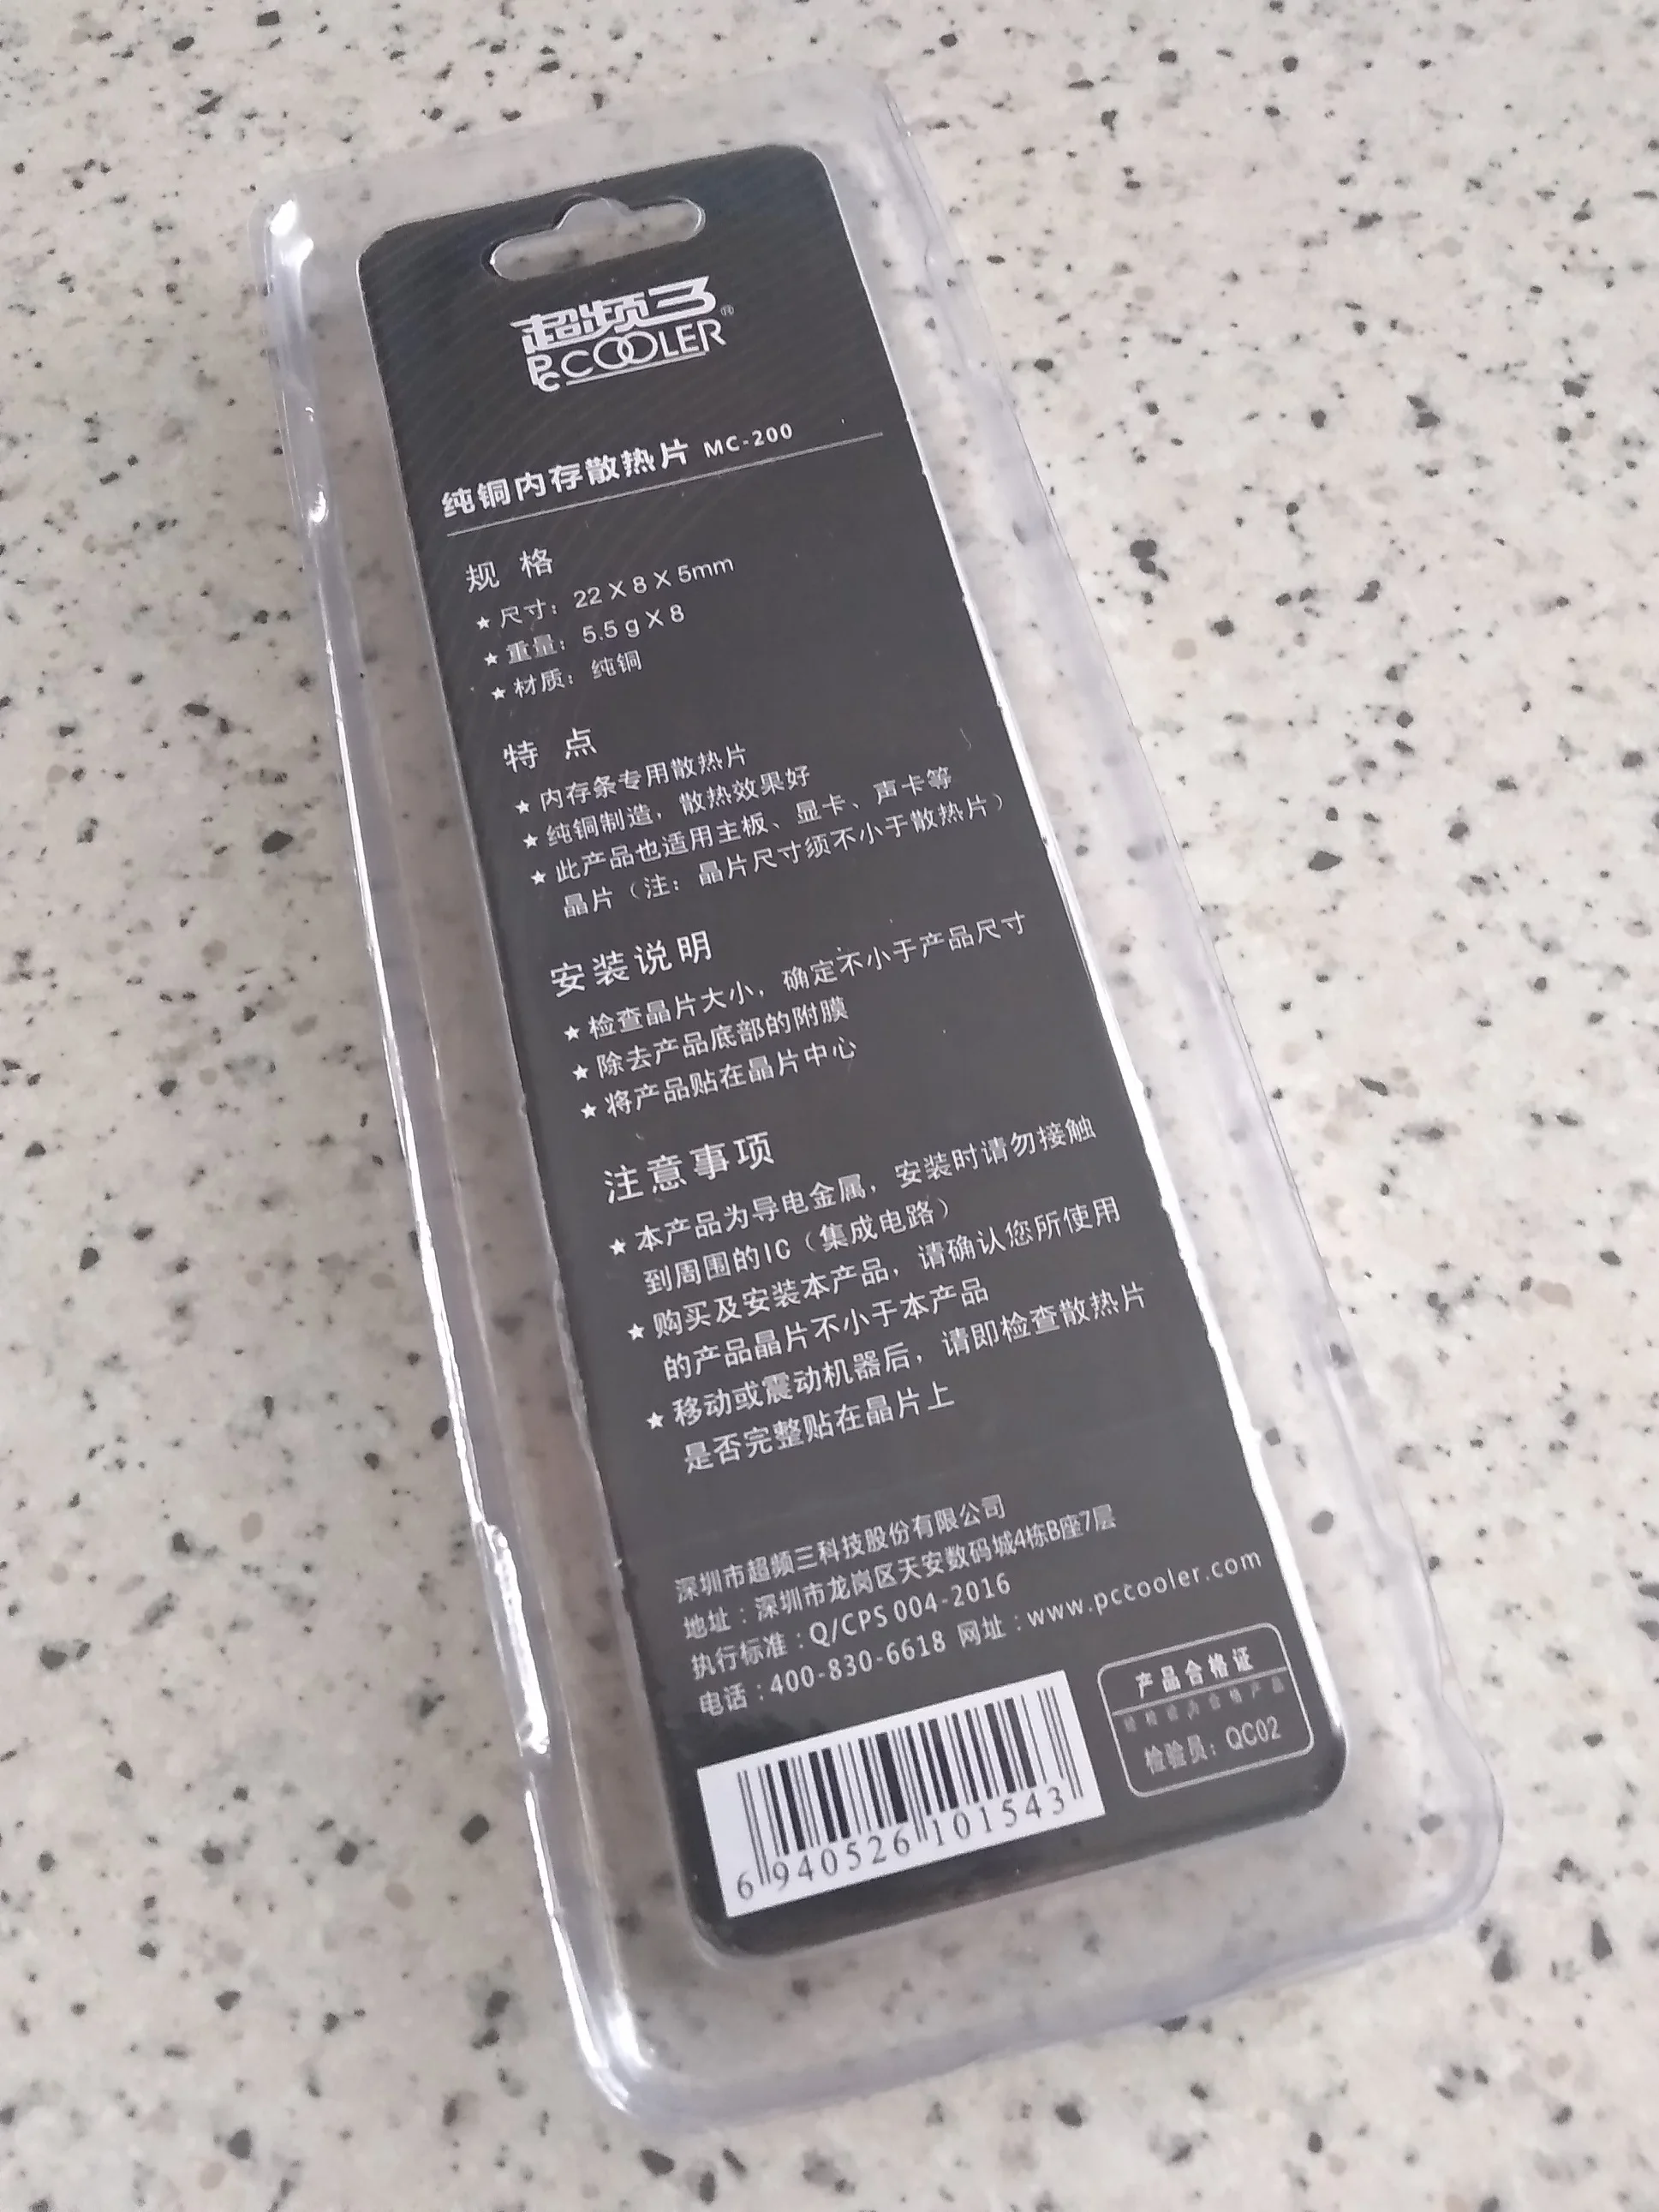 超频三®
PCCOOLER
纯铜内存散热片 MC-200
规 格
★ 尺寸：22 X 8 X 5mm
★ 重量：5.5 g X 8
★ 材质：纯铜
特 点
★ 内存条专用散热片
★ 纯铜制造，散热效果好
★ 此产品也适用主板、显卡、声卡等
晶片（注：晶片尺寸须不小于散热片）
安装说明
★ 检查晶片大小，确定不小于产品尺寸
★ 除去产品底部的附膜
★ 将产品贴在晶片中心
注意事项
★ 本产品为导电金属，安装时请勿接触
到周围的IC（集成电路）
★ 购买及安装本产品，请确认您所使用
的产品晶片不小于本产品
★ 移动或震动机器后，请即检查散热片
是否完整贴在晶片上
深圳市超频三科技股份有限公司
地址：深圳市龙岗区天安数码城4栋B座7层
执行标准：Q/CPS 004-2016
电话：400-830-6618 网址：www.pccooler.com
产品合格证
检验员：QC02
6 940526 101543